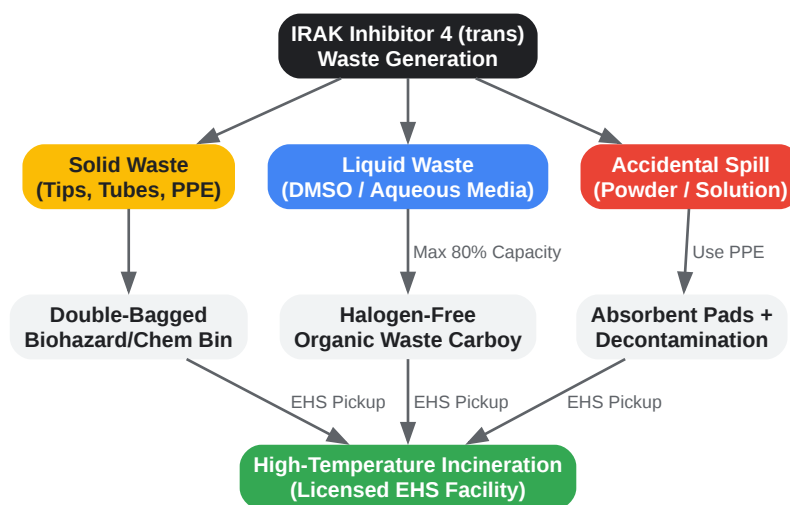 IRAK Inhibitor 4 (trans)
Waste Generation
Solid Waste
(Tips, Tubes, PPE)
Liquid Waste
(DMSO / Aqueous Media)
Accidental Spill
(Powder / Solution)
Max 80% Capacity
Use PPE
Double-Bagged
Biohazard/Chem Bin
Halogen-Free
Organic Waste Carboy
Absorbent Pads +
Decontamination
EHS Pickup
EHS Pickup
EHS Pickup
High-Temperature Incineration
(Licensed EHS Facility)